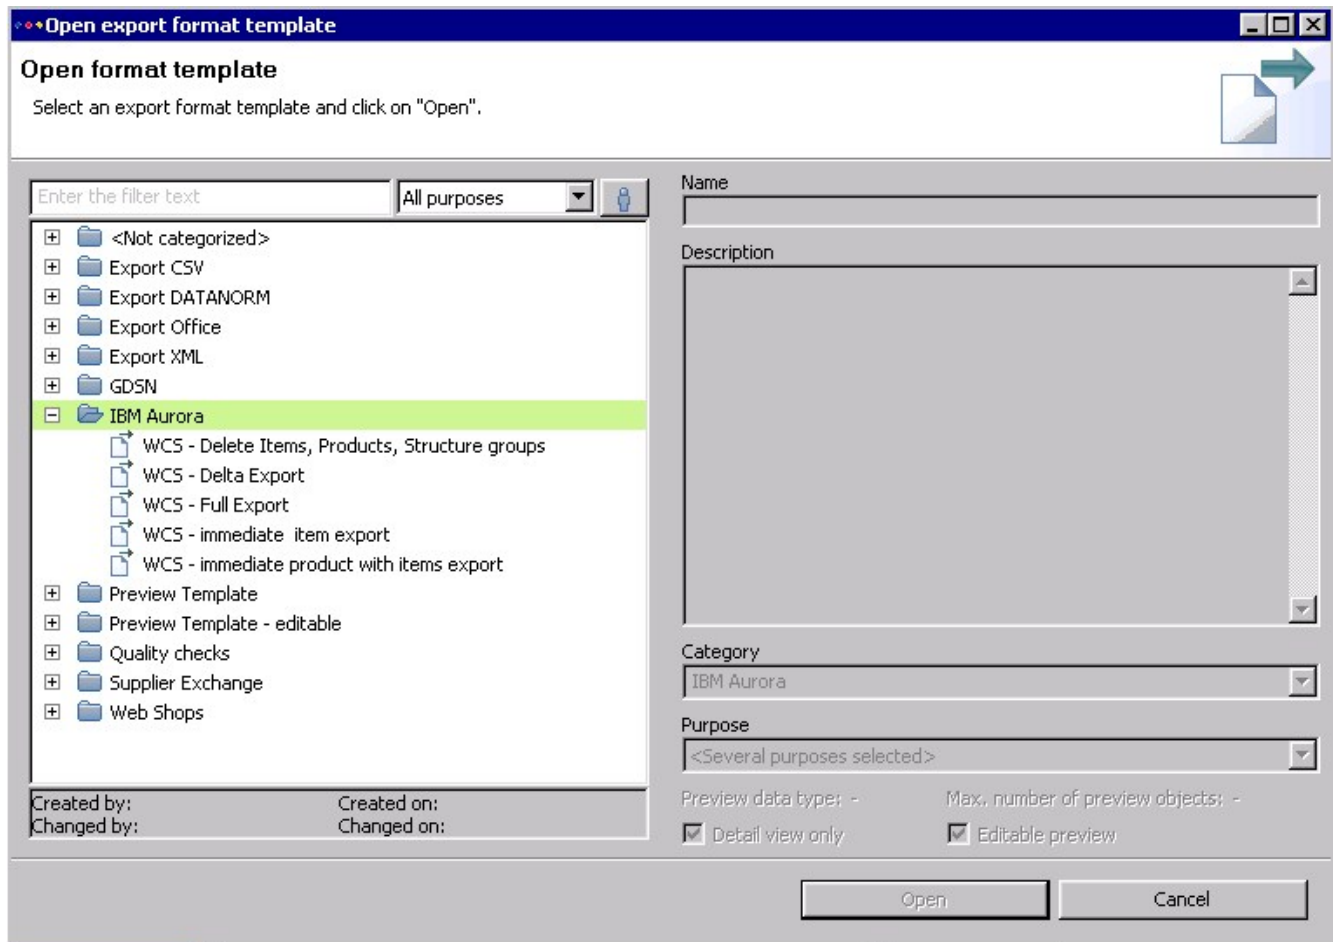 Open export format template
Open format template
Select an export format template and click on "Open".
Enter the filter text
All purposes
<Not categorized>
Export CSV
Export DATANORM
Export Office
Export XML
GDSN
IBM Aurora
WCS - Delete Items, Products, Structure groups
WCS - Delta Export
WCS - Full Export
WCS - immediate  item export
WCS - immediate product with items export
Preview Template
Preview Template - editable
Quality checks
Supplier Exchange
Web Shops
Created by: Created on:
Changed by: Changed on:
Name
Description
Category
IBM Aurora
Purpose
<Several purposes selected>
Preview data type: - Max. number of preview objects: -
Detail view only Editable preview
Open Cancel